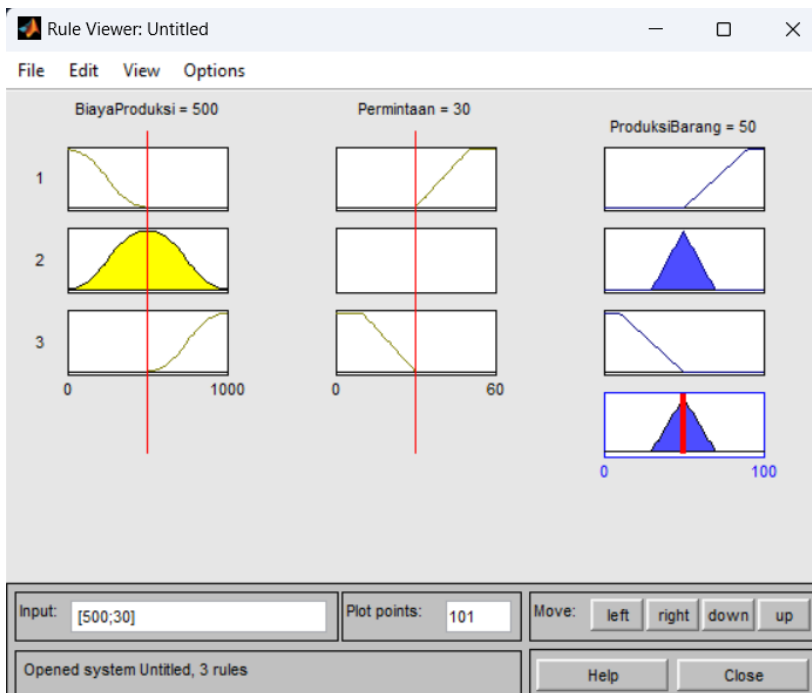 Rule Viewer: Untitled
File Edit View Options
BiayaProduksi = 500
Permintaan = 30
ProduksiBarang = 50
1
2
3
0 1000
0 60
0 100
Input: [500;30]
Plot points: 101
Move: left right down up
Opened system Untitled, 3 rules
Help Close